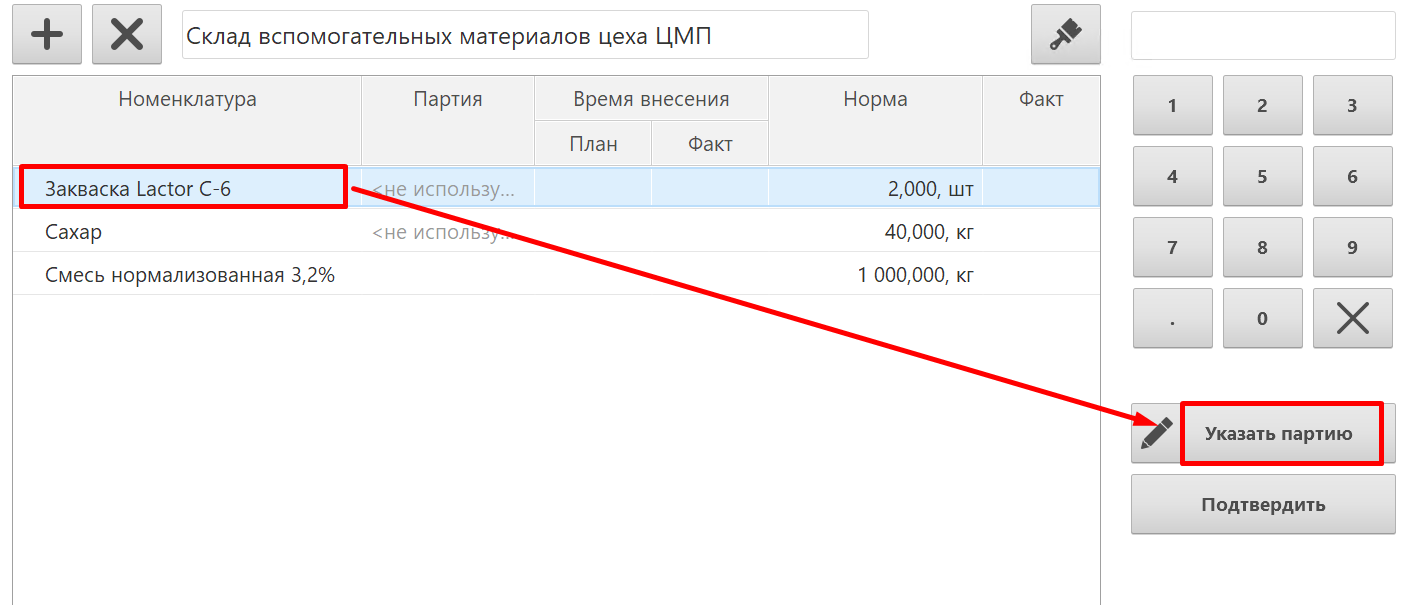 Склад вспомогательных материалов цеха ЦМП
Номенклатура Партия Время внесения Норма Факт
План Факт
Закваска Lactor C-6 <не использу... 2,000, шт
Сахар <не использу... 40,000, кг
Смесь нормализованная 3,2% 1 000,000, кг
1 2 3
4 5 6
7 8 9
. 0
Указать партию
Подтвердить